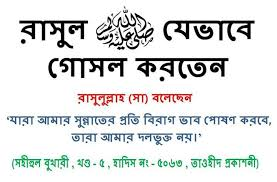 রাসুল ﷺ যেভাবে
গোসল করতেন
রাসুলুল্লাহ (সা) বলেছেন
‘যারা আমার সুন্নাতের প্রতি বিরাগ ভাব পোষণ করবে,
তারা আমার দলভুক্ত নয়।’
(সহীহুল বুখারী , খণ্ড - ৫ , হাদিস নং - ৫০৬৩ , তাওহীদ প্রকাশনী)